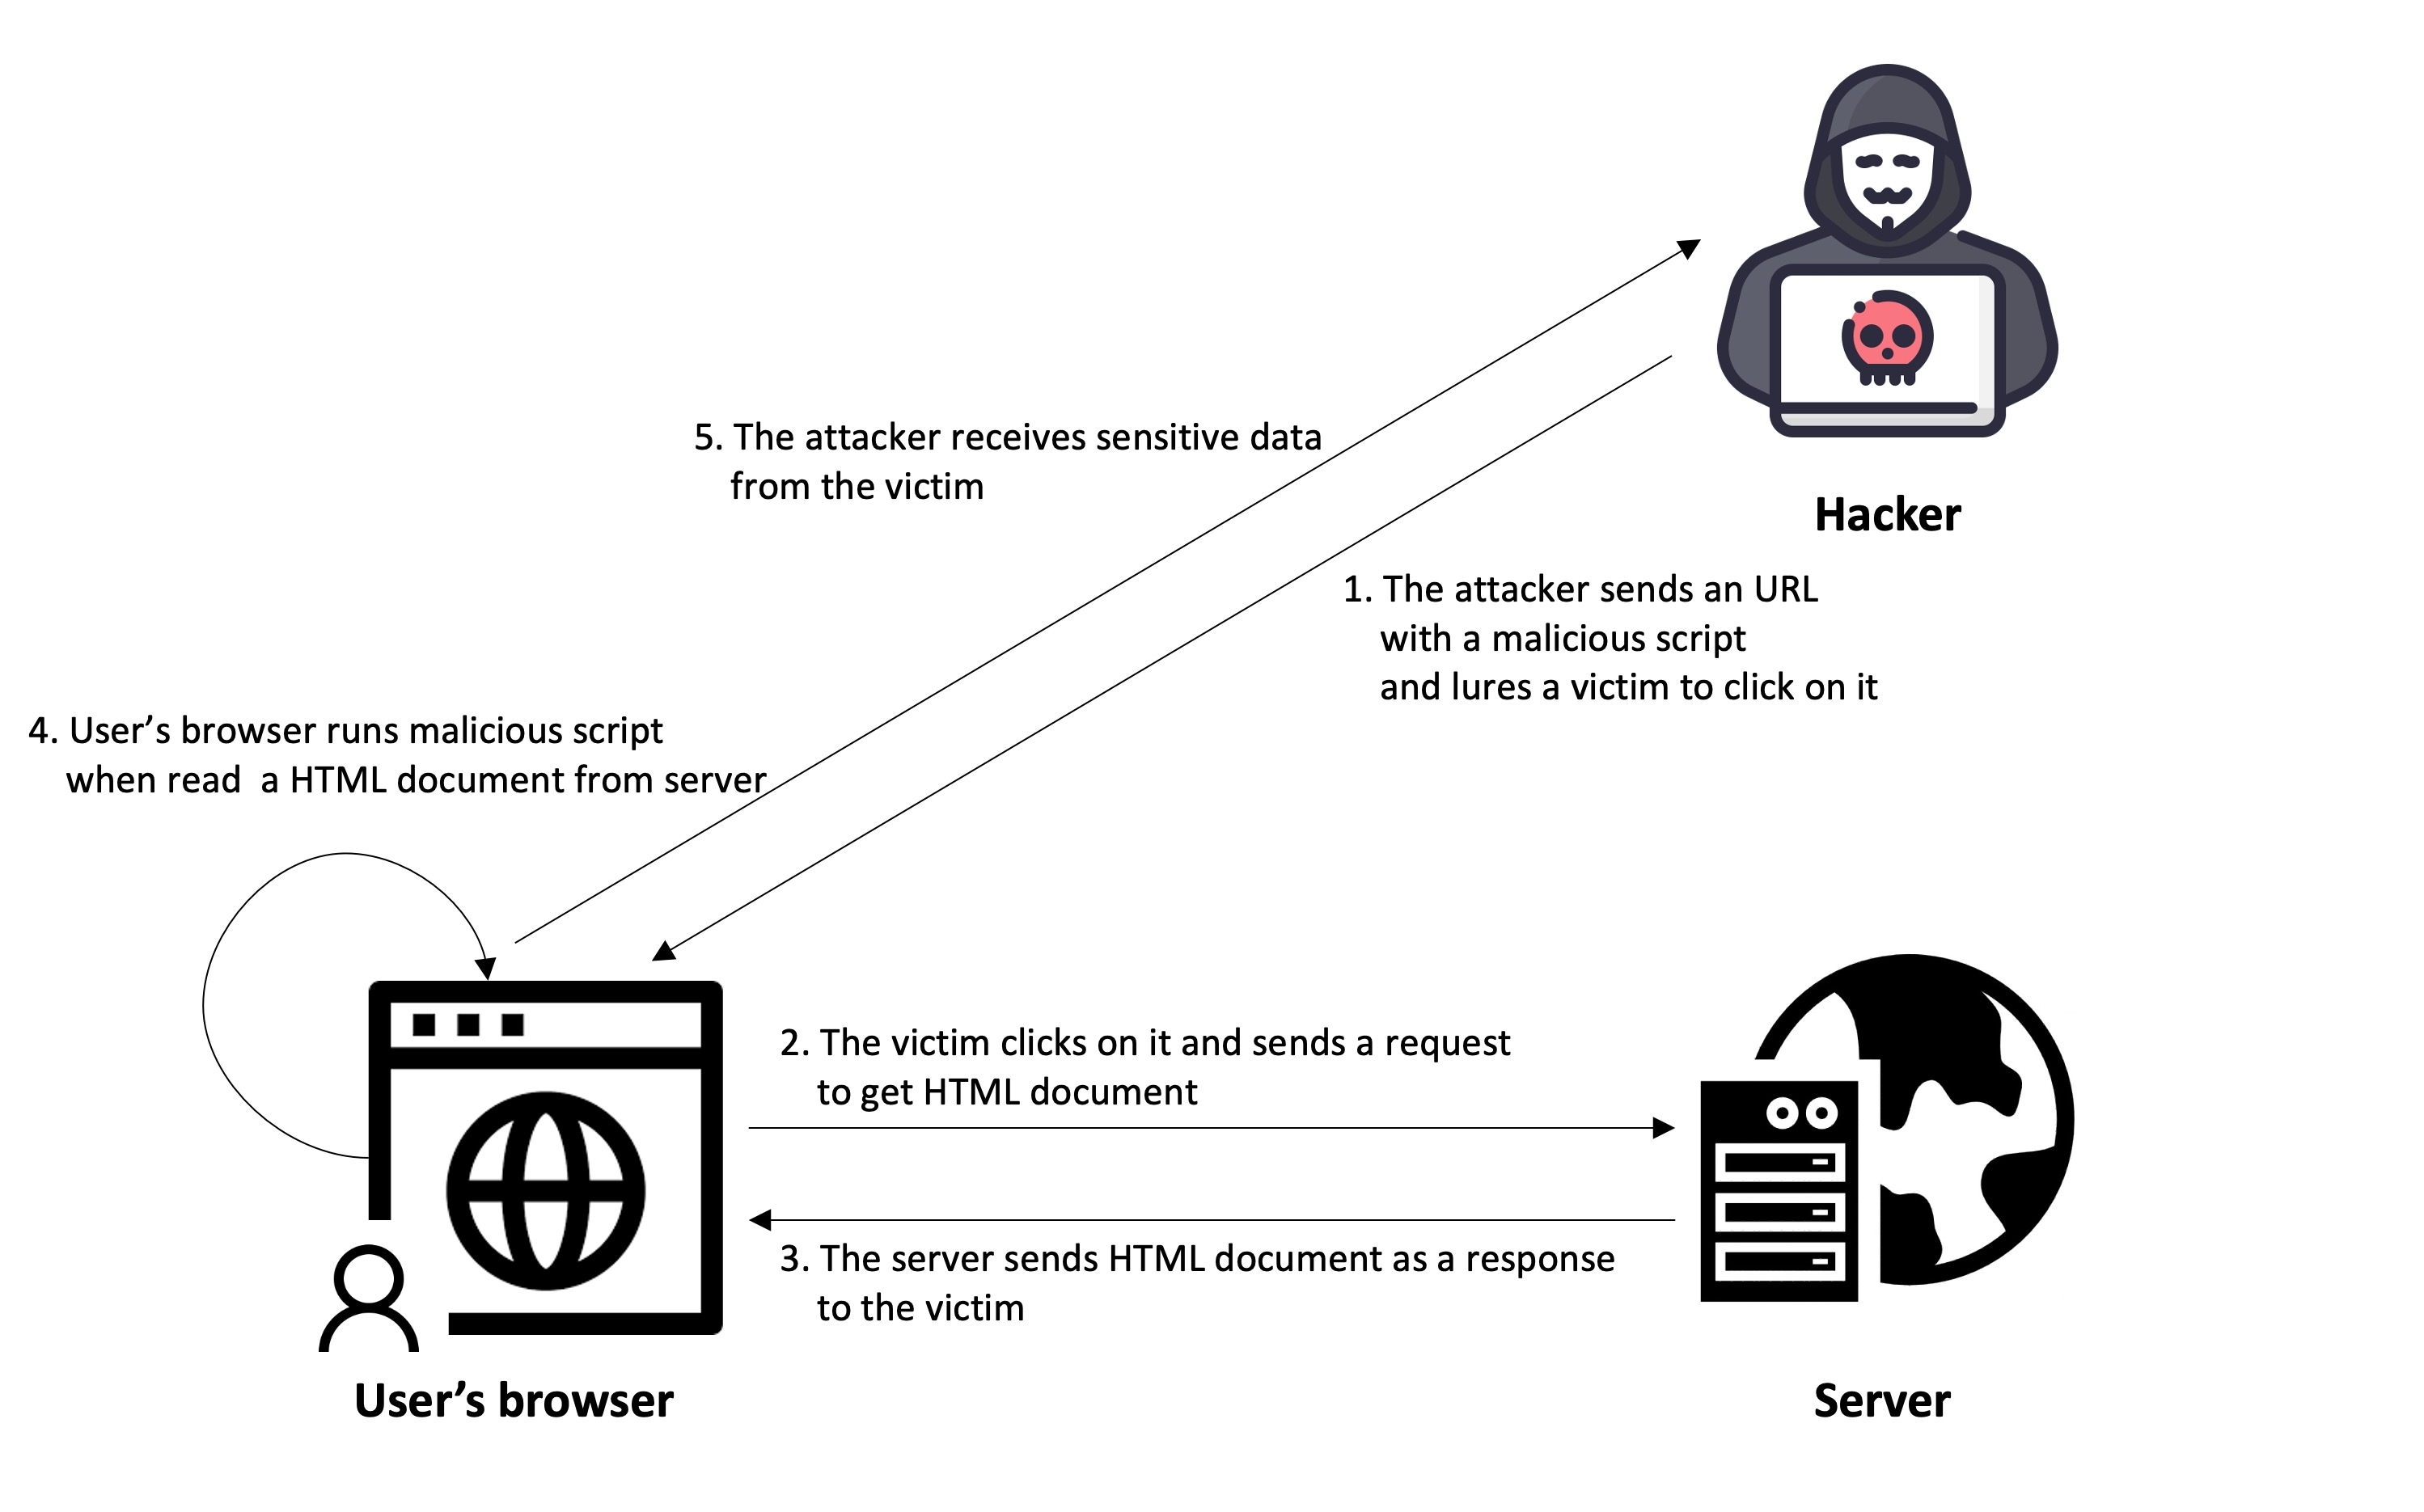 5. The attacker receives sensitive data
from the victim
Hacker
1. The attacker sends an URL
with a malicious script
and lures a victim to click on it
4. User’s browser runs malicious script
when read  a HTML document from server
2. The victim clicks on it and sends a request
to get HTML document
3. The server sends HTML document as a response
to the victim
User’s browser
Server